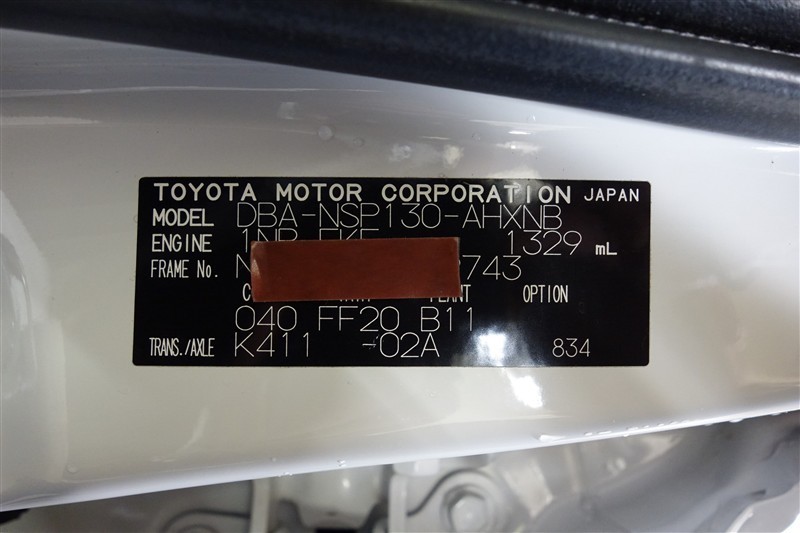 TOYOTA MOTOR CORPORATION JAPAN
MODEL DBA-NSP130-AHXNB
ENGINE 1329 mL
FRAME No. 743
OPTION
040 FF20 B11
TRANS./AXLE K411 -02A 834